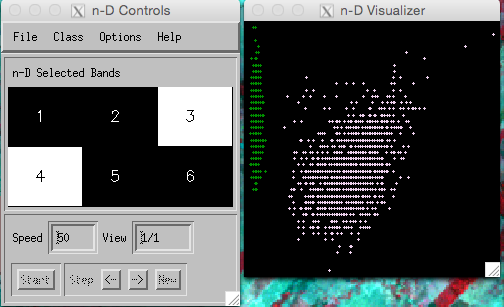 n-D Controls
File Class Options Help
n-D Selected Bands
1 2 3
4 5 6
Speed 50 View 1/1
Start Step <- -> New
n-D Visualizer